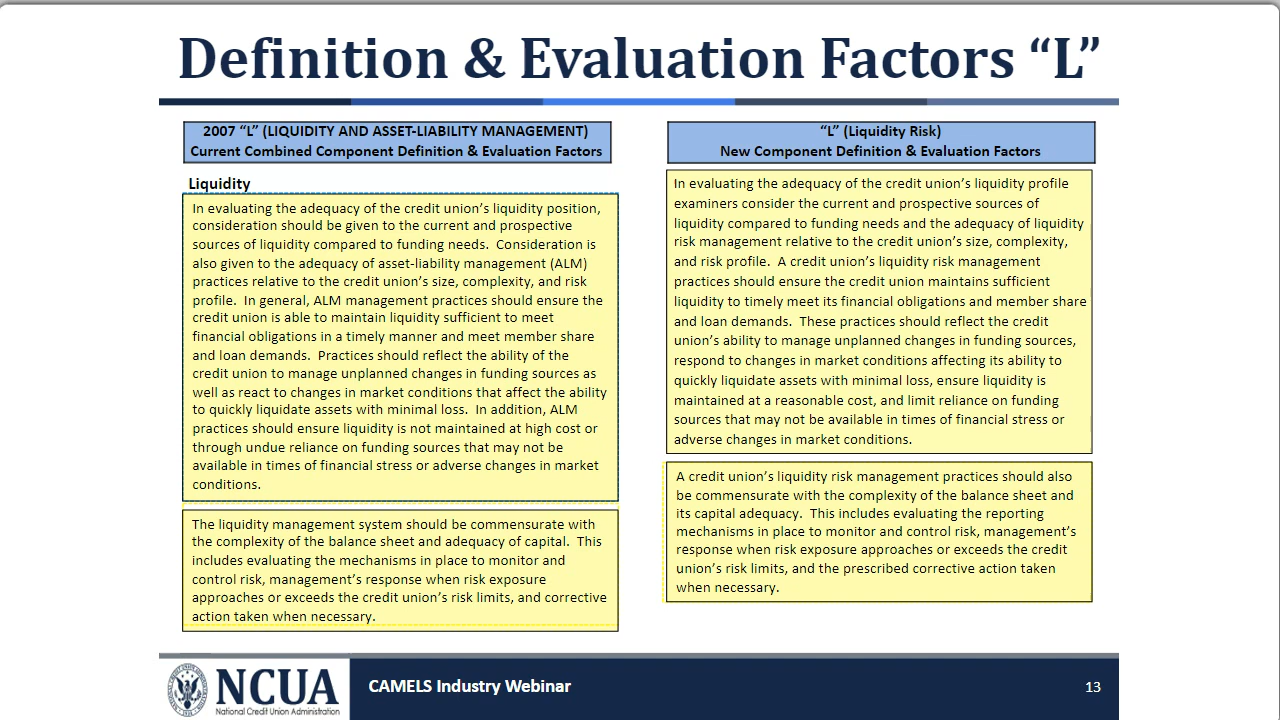 Definition & Evaluation Factors “L”
2007 “L” (LIQUIDITY AND ASSET-LIABILITY MANAGEMENT)
Current Combined Component Definition & Evaluation Factors
Liquidity
In evaluating the adequacy of the credit union’s liquidity position,
consideration should be given to the current and prospective
sources of liquidity compared to funding needs.  Consideration is
also given to the adequacy of asset-liability management (ALM)
practices relative to the credit union’s size, complexity, and risk
profile.  In general, ALM management practices should ensure the
credit union is able to maintain liquidity sufficient to meet
financial obligations in a timely manner and meet member share
and loan demands.  Practices should reflect the ability of the
credit union to manage unplanned changes in funding sources as
well as react to changes in market conditions that affect the ability
to quickly liquidate assets with minimal loss.  In addition, ALM
practices should ensure liquidity is not maintained at high cost or
through undue reliance on funding sources that may not be
available in times of financial stress or adverse changes in market
conditions.
The liquidity management system should be commensurate with
the complexity of the balance sheet and adequacy of capital.  This
includes evaluating the mechanisms in place to monitor and
control risk, management’s response when risk exposure
approaches or exceeds the credit union’s risk limits, and corrective
action taken when necessary.
“L” (Liquidity Risk)
New Component Definition & Evaluation Factors
In evaluating the adequacy of the credit union’s liquidity profile
examiners consider the current and prospective sources of
liquidity compared to funding needs and the adequacy of liquidity
risk management relative to the credit union’s size, complexity,
and risk profile.  A credit union’s liquidity risk management
practices should ensure the credit union maintains sufficient
liquidity to timely meet its financial obligations and member share
and loan demands.  These practices should reflect the credit
union’s ability to manage unplanned changes in funding sources,
respond to changes in market conditions affecting its ability to
quickly liquidate assets with minimal loss, ensure liquidity is
maintained at a reasonable cost, and limit reliance on funding
sources that may not be available in times of financial stress or
adverse changes in market conditions.
A credit union’s liquidity risk management practices should also
be commensurate with the complexity of the balance sheet and
its capital adequacy.  This includes evaluating the reporting
mechanisms in place to monitor and control risk, management’s
response when risk exposure approaches or exceeds the credit
union’s risk limits, and the prescribed corrective action taken
when necessary.
NCUA
National Credit Union Administration
CAMELS Industry Webinar
13